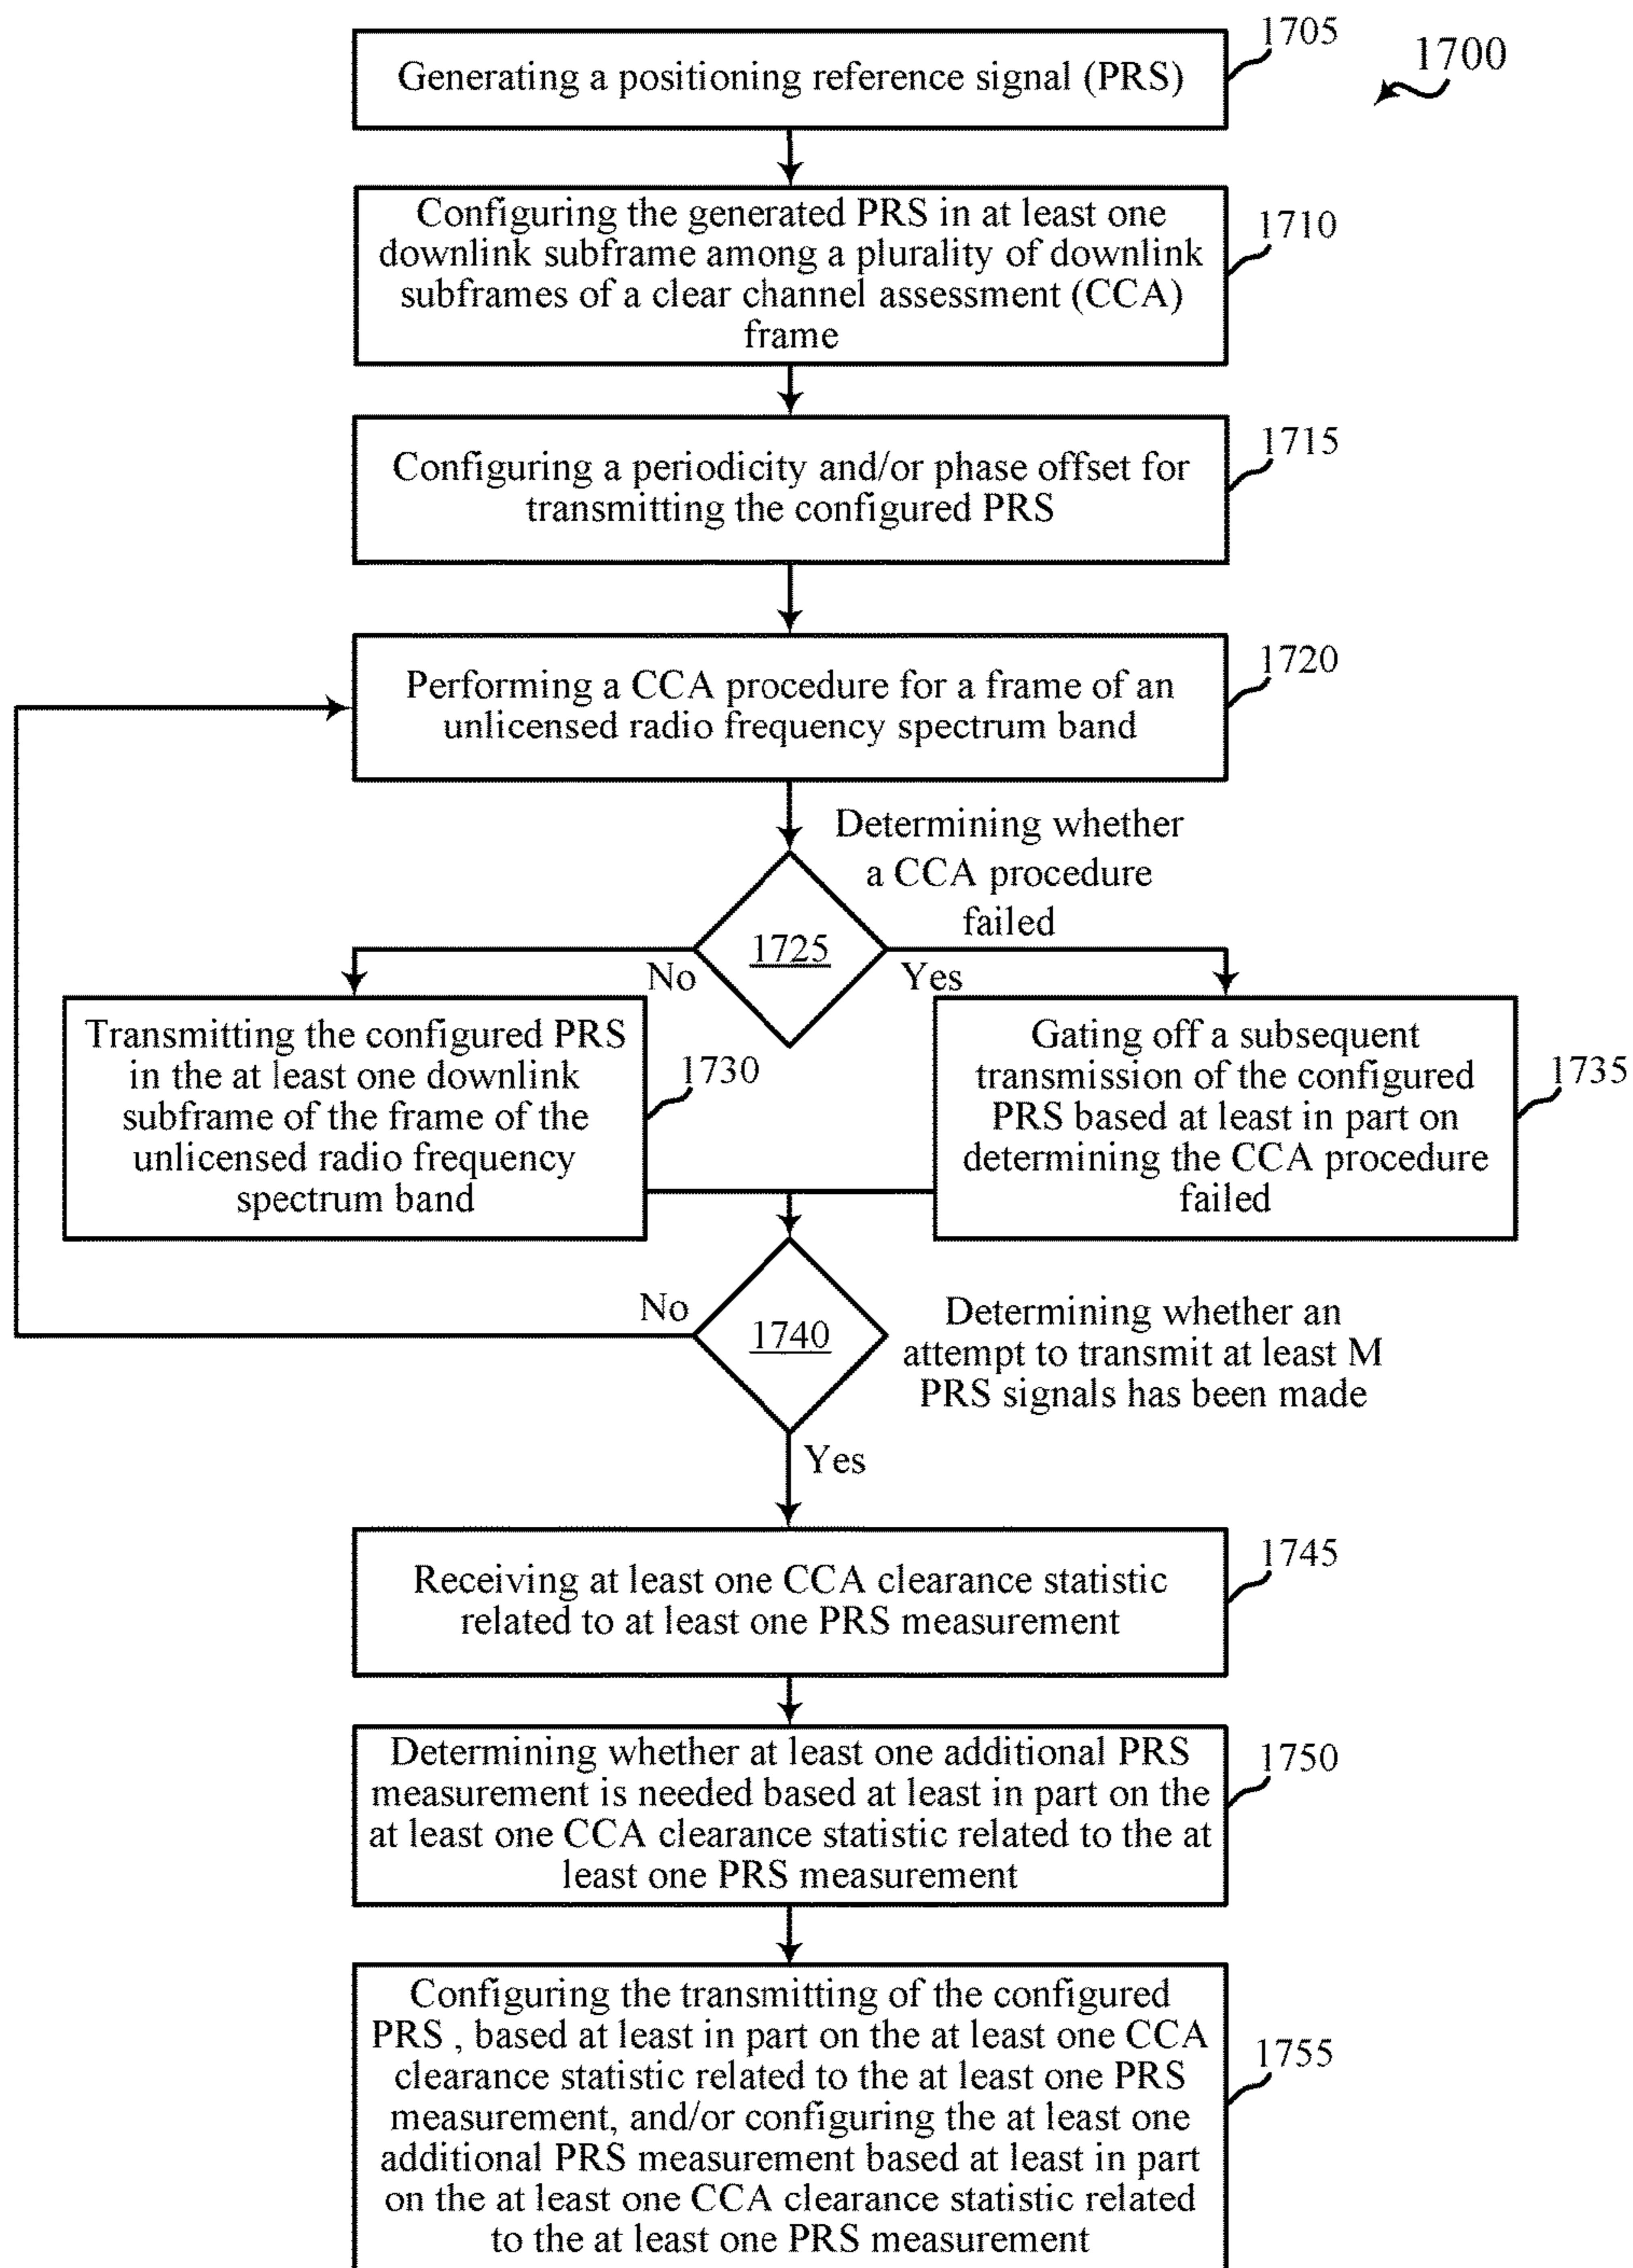 1705
1700
Generating a positioning reference signal (PRS)
Configuring the generated PRS in at least one
downlink subframe among a plurality of downlink
subframes of a clear channel assessment (CCA)
frame
1710
Configuring a periodicity and/or phase offset for
transmitting the configured PRS
1715
Performing a CCA procedure for a frame of an
unlicensed radio frequency spectrum band
1720
Determining whether
a CCA procedure
failed
1725
No
Yes
Transmitting the configured PRS
in the at least one downlink
subframe of the frame of the
unlicensed radio frequency
spectrum band
1730
Gating off a subsequent
transmission of the configured
PRS based at least in part on
determining the CCA procedure
failed
1735
No
1740
Determining whether an
attempt to transmit at least M
PRS signals has been made
Yes
Receiving at least one CCA clearance statistic
related to at least one PRS measurement
1745
Determining whether at least one additional PRS
measurement is needed based at least in part on the
at least one CCA clearance statistic related to the at
least one PRS measurement
1750
Configuring the transmitting of the configured
PRS , based at least in part on the at least one CCA
clearance statistic related to the at least one PRS
measurement, and/or configuring the at least one
additional PRS measurement based at least in part
on the at least one CCA clearance statistic related
to the at least one PRS measurement
1755